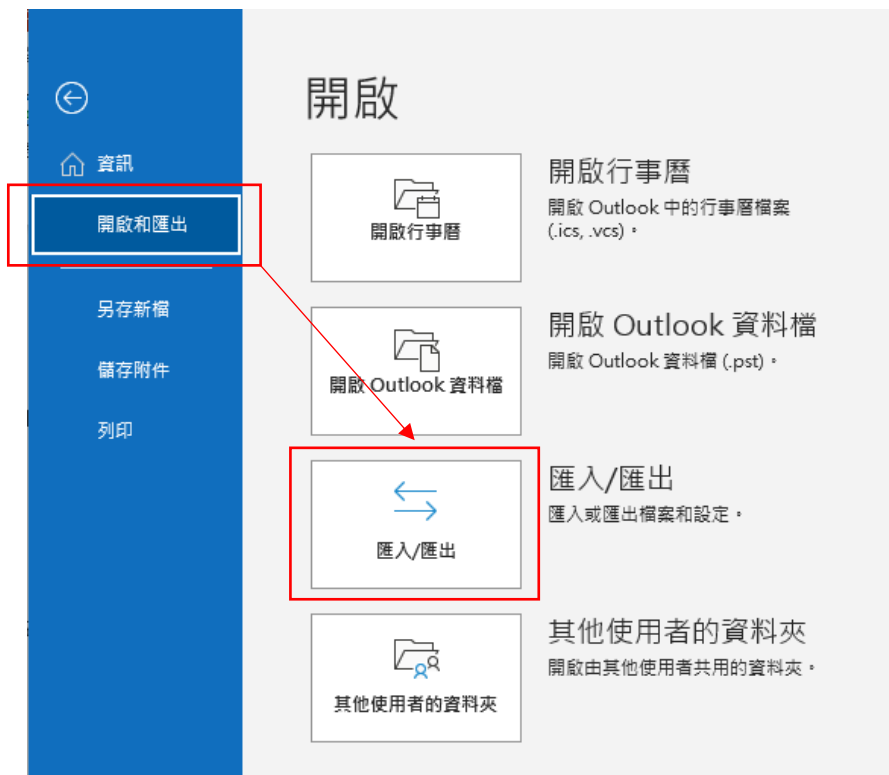 資訊
開啟和匯出
另存新檔
儲存附件
列印
開啟
開啟行事曆
開啟行事曆
開啟 Outlook 中的行事曆檔案
(.ics, .vcs)。
開啟 Outlook 資料檔
開啟 Outlook 資料檔
開啟 Outlook 資料檔 (.pst)。
匯入/匯出
匯入/匯出
匯入或匯出檔案和設定。
其他使用者的資料夾
其他使用者的資料夾
開啟由其他使用者共用的資料夾。